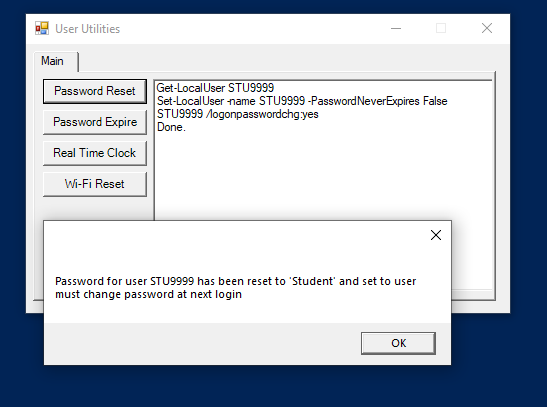 User Utilities
Main
Password Reset
Password Expire
Real Time Clock
Wi-Fi Reset
Get-LocalUser STU9999
Set-LocalUser -name STU9999 -PasswordNeverExpires False
STU9999 /logonpasswordchg:yes
Done.
Password for user STU9999 has been reset to 'Student' and set to user
must change password at next login
OK